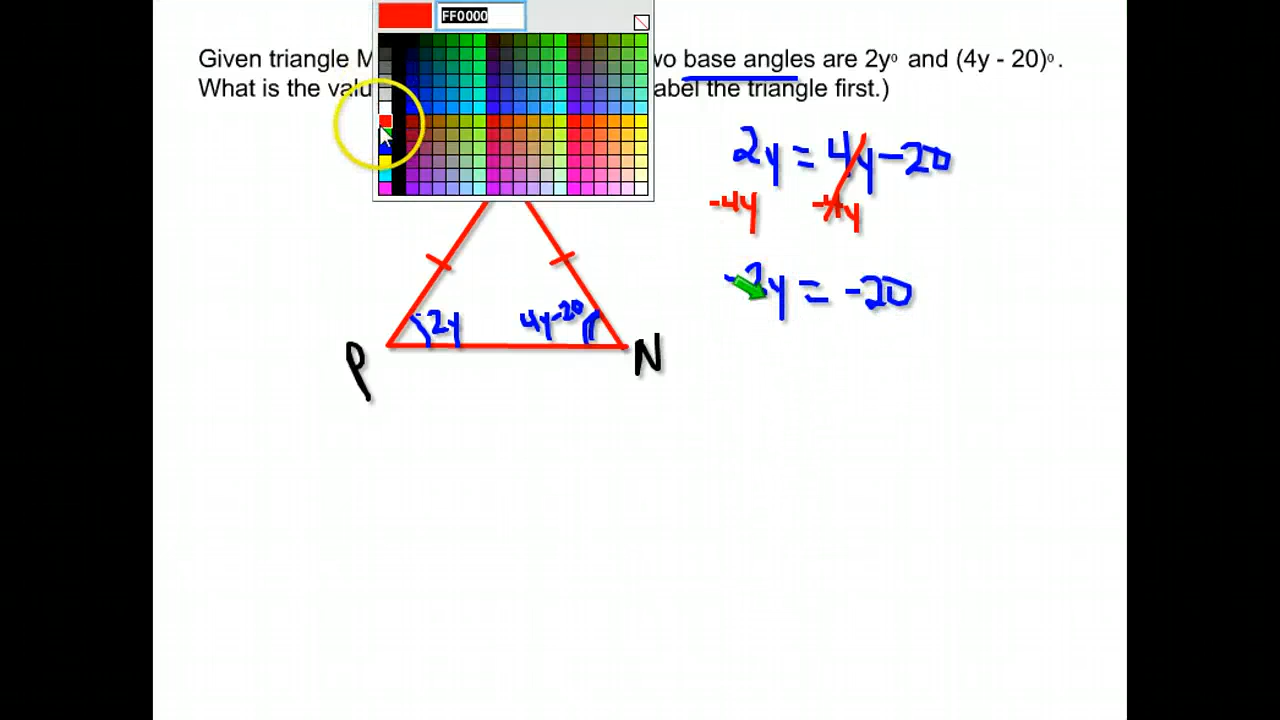 FF0000
Given triangle M wo base angles are 2yº and (4y - 20)º.
What is the valu abel the triangle first.)
2y = 4y - 20
-4y -4y
-2y = -20
2y 4y-20
P N